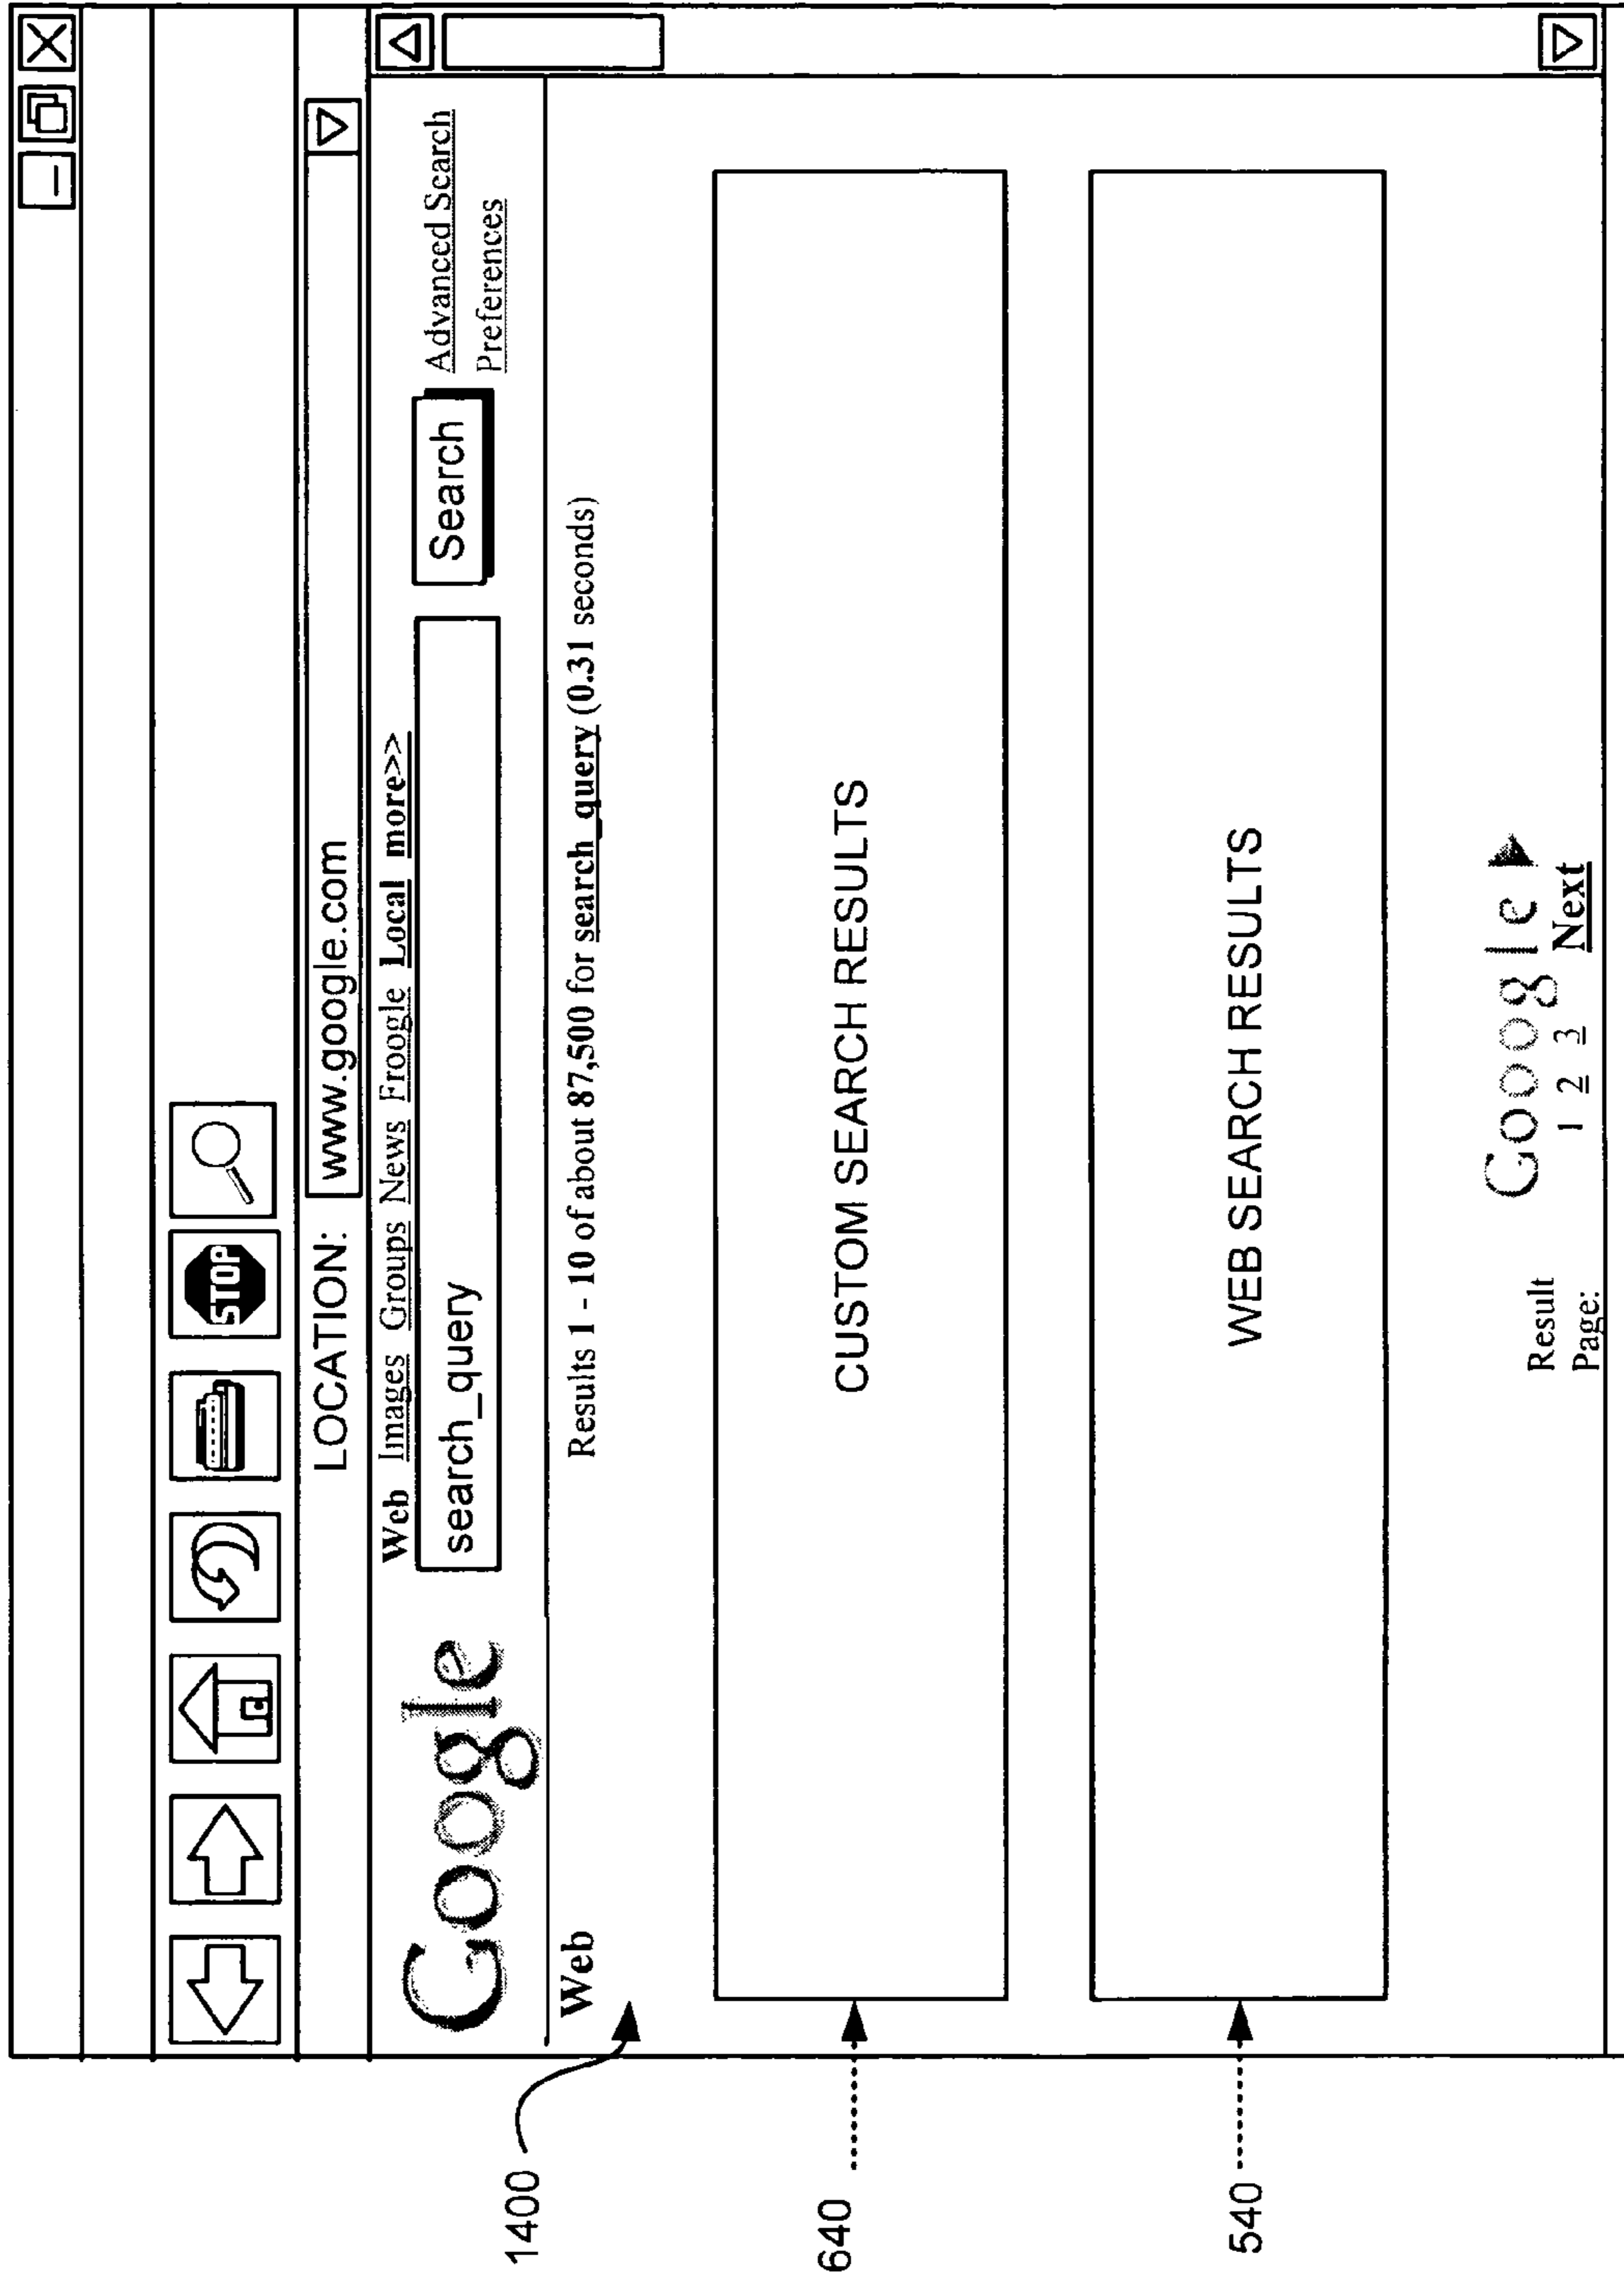 STOP
LOCATION: www.google.com
Web Images Groups News Froogle Local more>>
Google search_query Search Advanced Search
Preferences
Web Results 1 - 10 of about 87,500 for search_query (0.31 seconds)
1400
640 CUSTOM SEARCH RESULTS
540 WEB SEARCH RESULTS
Goooogle
Result
Page: 1 2 3 Next